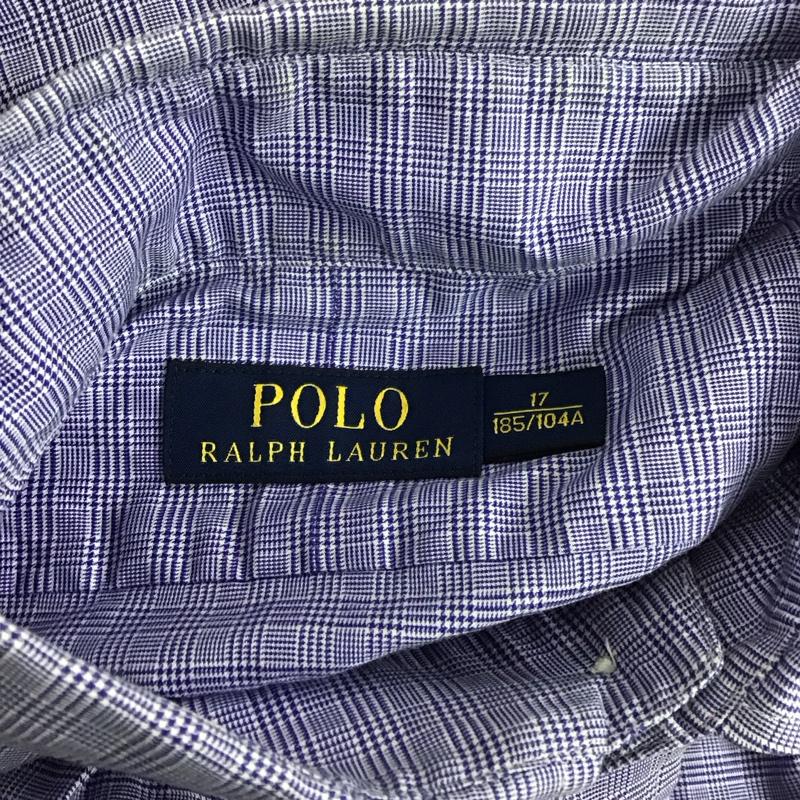 POLO
RALPH LAUREN
17
185/104A